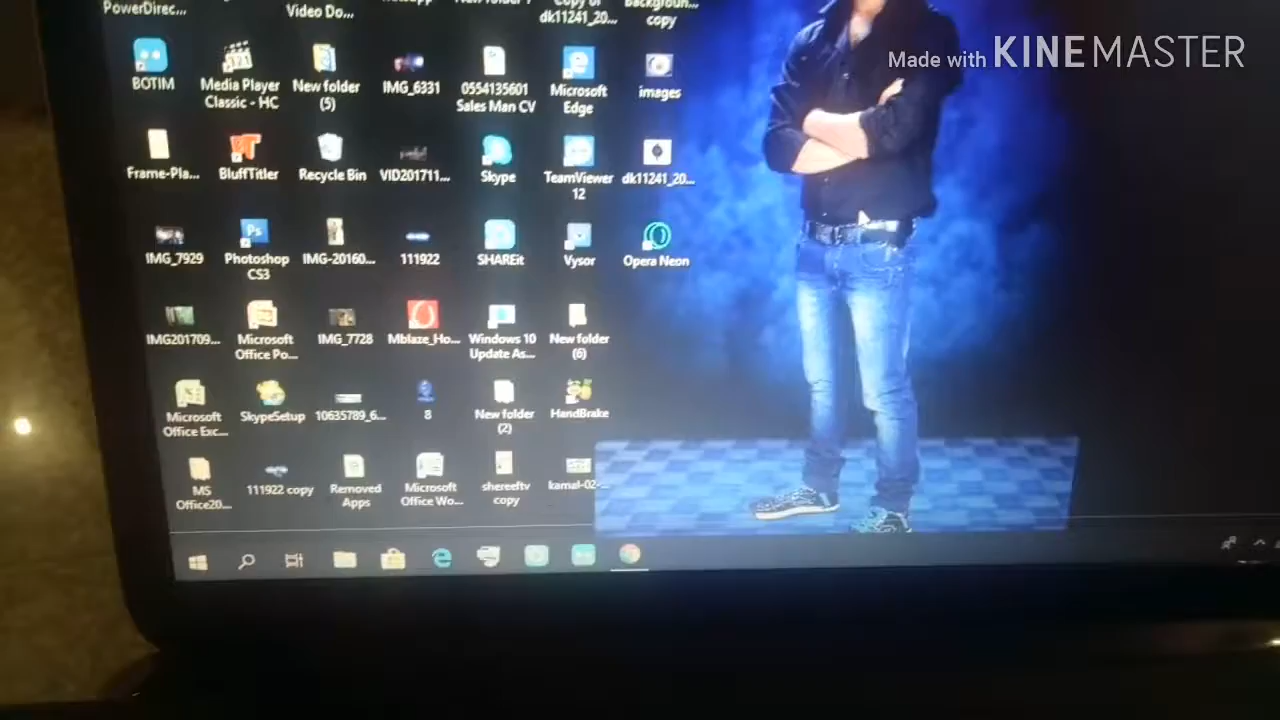 PowerDirec...
Video Do...
Copy of
dk11241_20...
copy
Made with KINEMASTER
BOTIM
Media Player
Classic - HC
New folder
(5)
IMG_6331
0554135601
Sales Man CV
Microsoft
Edge
images
Frame-Pla...
BluffTitler
Recycle Bin
VID201711...
Skype
TeamViewer
12
dk11241_20...
IMG_7929
Photoshop
CS3
IMG-20160...
111922
SHAREit
Vysor
Opera Neon
IMG201709...
Microsoft
Office Po...
IMG_7728
Mblaze_Ho...
Windows 10
Update As...
New folder
(6)
Microsoft
Office Exc...
SkypeSetup
10635789_6...
8
New folder
(2)
HandBrake
MS
Office20...
111922 copy
Removed
Apps
Microsoft
Office Wo...
shereeftv
copy
kamal-02-...